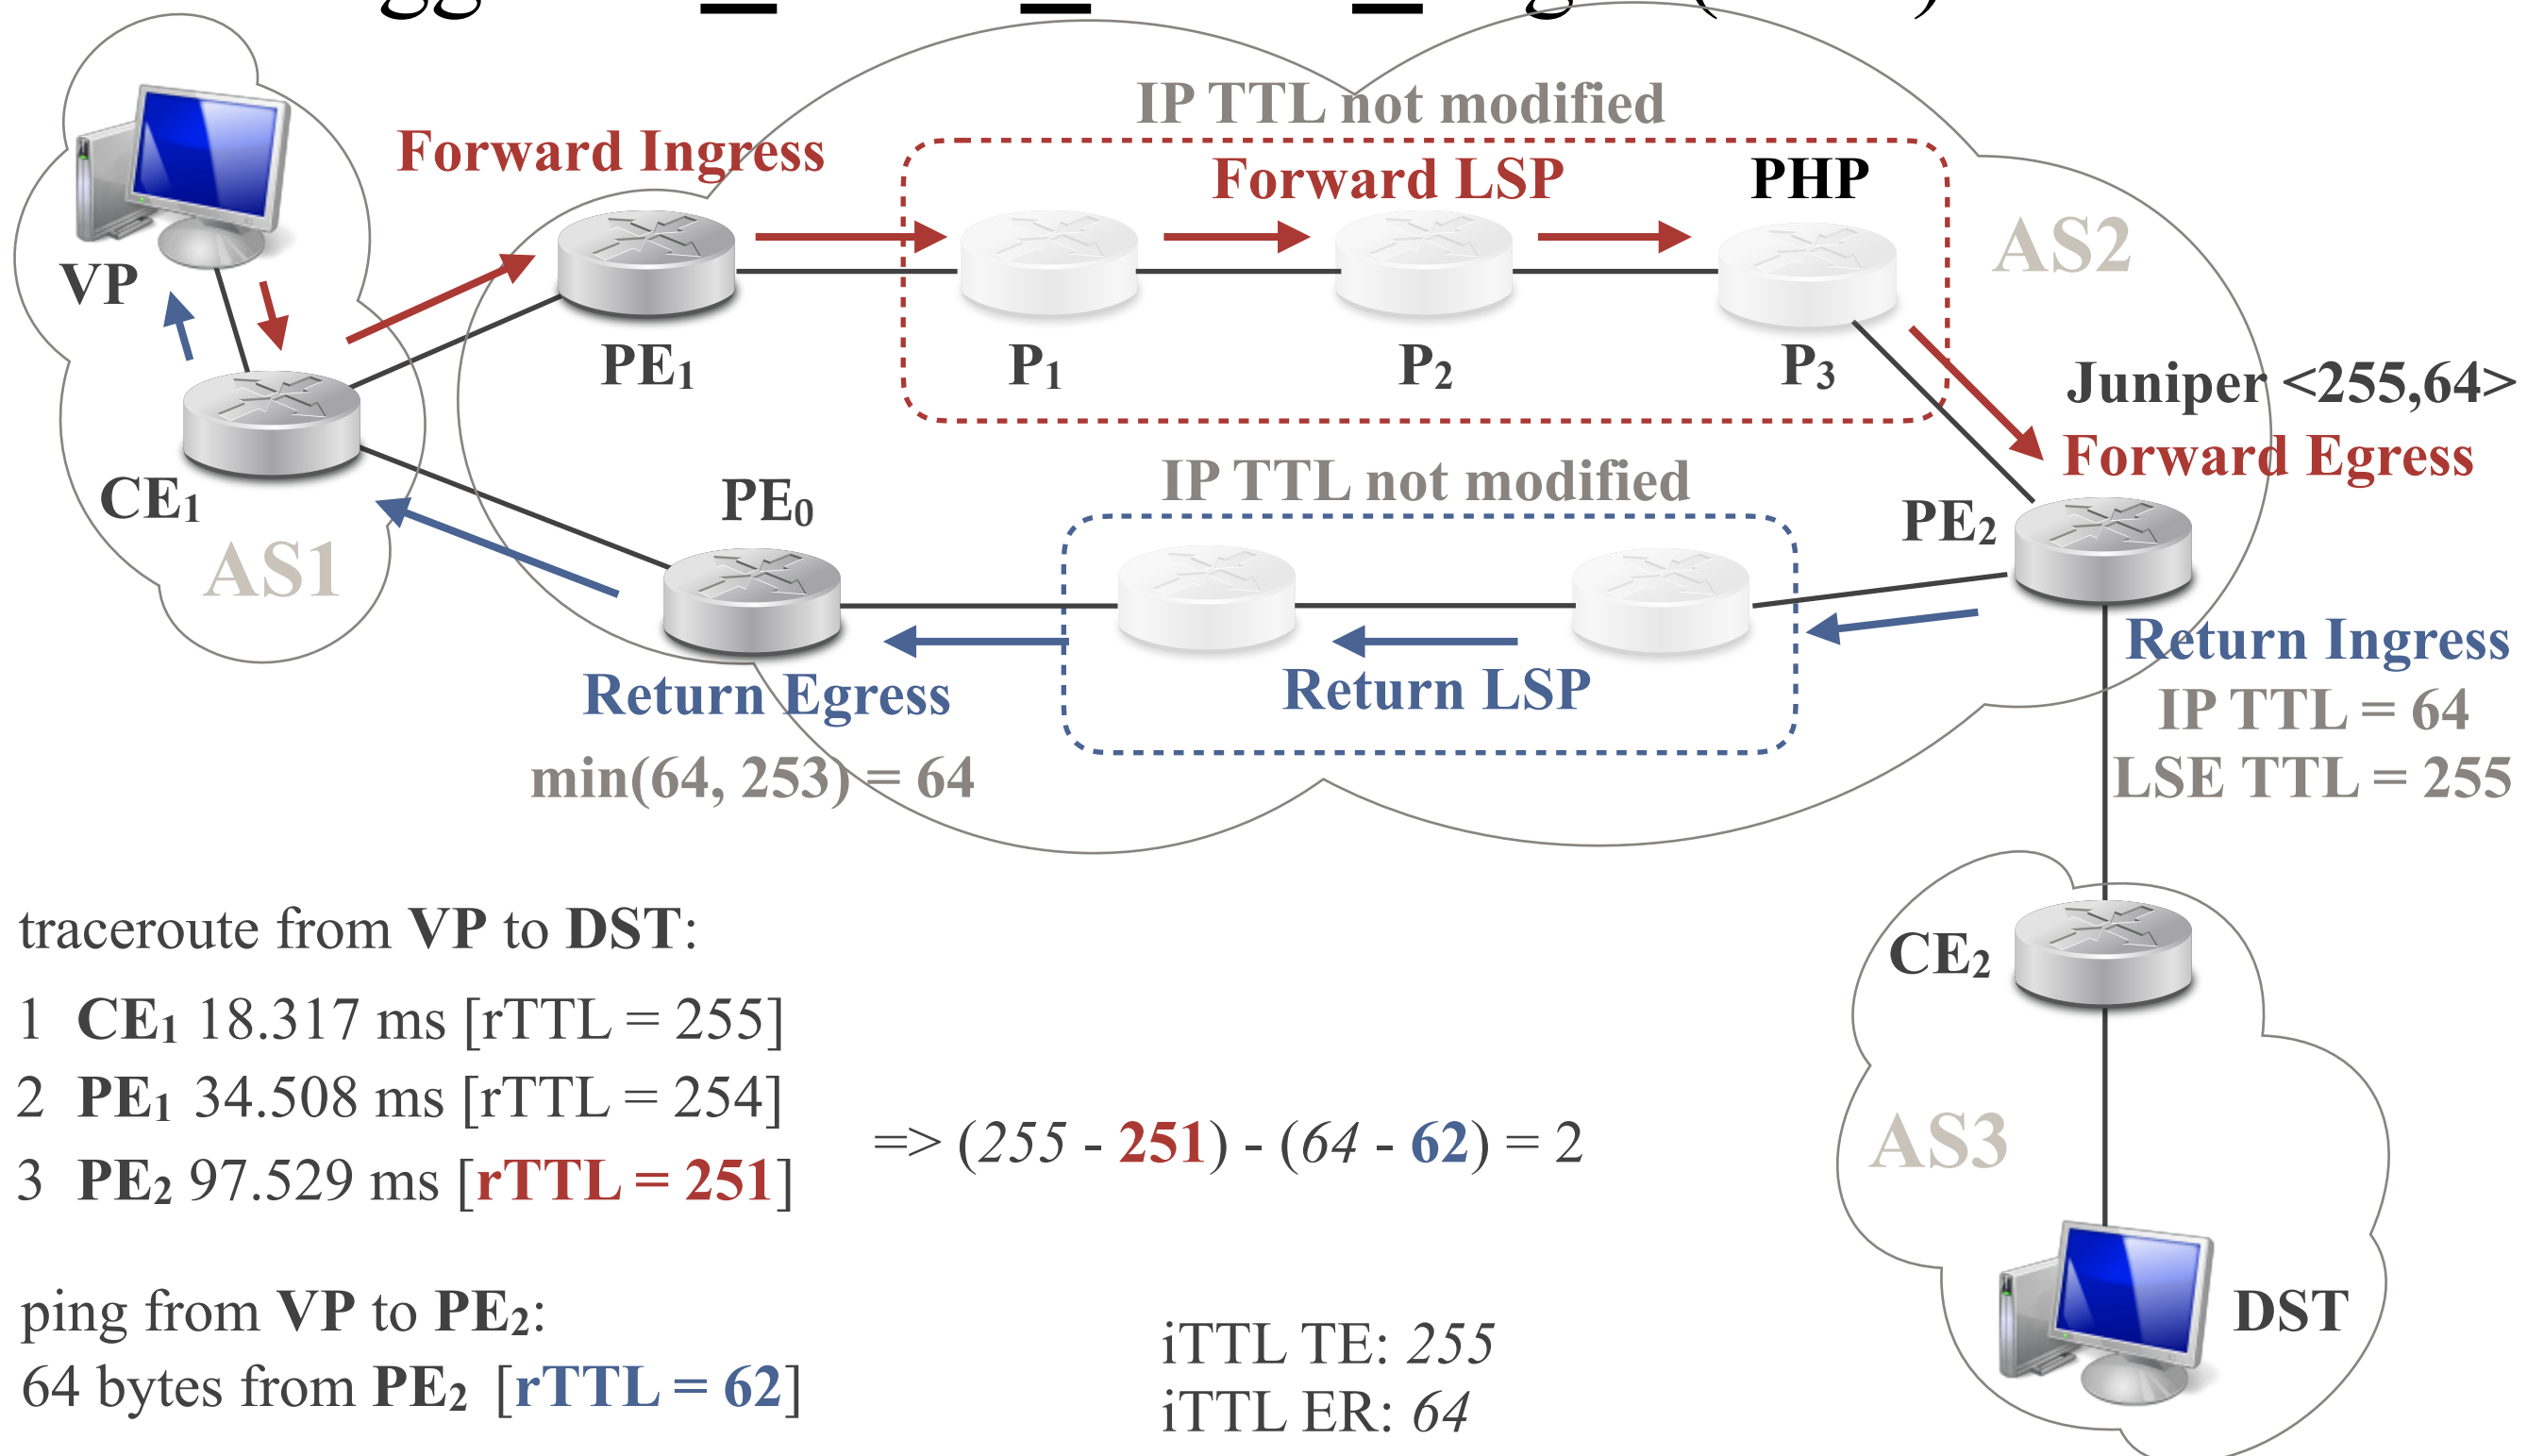 IP TTL not modified
Forward Ingress
Forward LSP
PHP
AS2
VP
PE₁
P₁
P₂
P₃
Juniper <255,64>
Forward Egress
CE₁
AS1
PE₀
IP TTL not modified
PE₂
Return Ingress
Return Egress
Return LSP
IP TTL = 64
min(64, 253) = 64
LSE TTL = 255
traceroute from VP to DST:
1 CE₁ 18.317 ms [rTTL = 255]
2 PE₁ 34.508 ms [rTTL = 254]
3 PE₂ 97.529 ms [rTTL = 251]
=> (255 - 251) - (64 - 62) = 2
CE₂
AS3
ping from VP to PE₂:
64 bytes from PE₂ [rTTL = 62]
iTTL TE: 255
iTTL ER: 64
DST